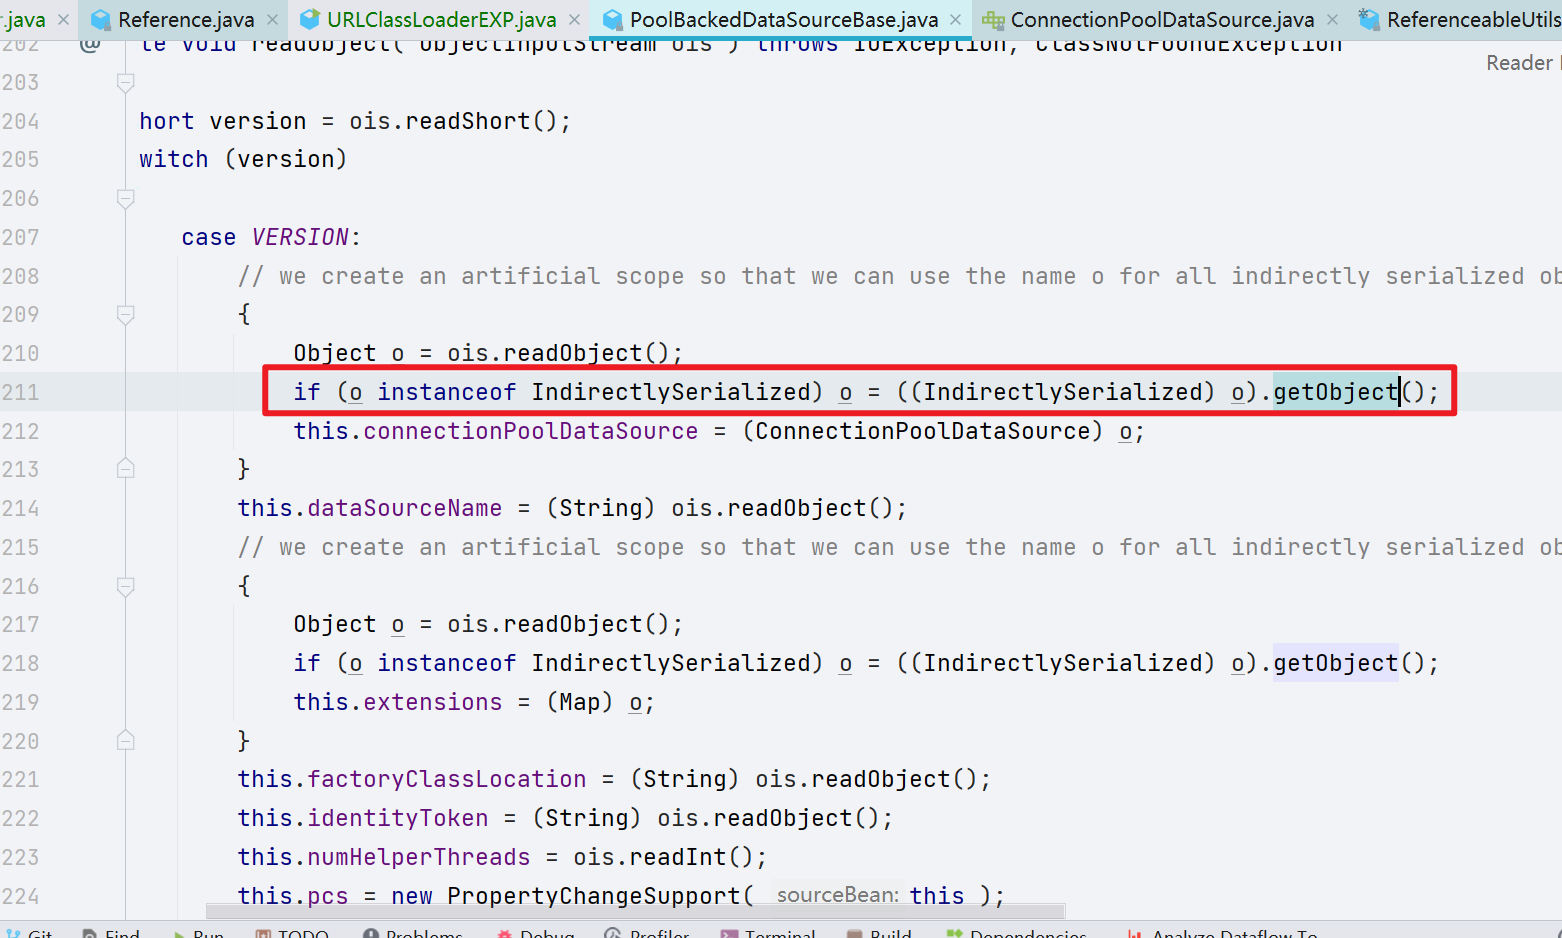 r.java × Reference.java × URLClassLoaderEXP.java × PoolBackedDataSourceBase.java × ConnectionPoolDataSource.java × ReferenceableUtils
202 @ te void readObject( ObjectInputStream ois ) throws IOException, ClassNotFoundException
Reader
203
204 hort version = ois.readShort();
205 witch (version)
206
207 case VERSION:
208 // we create an artificial scope so that we can use the name o for all indirectly serialized ob
209 {
210 Object o = ois.readObject();
211 if (o instanceof IndirectlySerialized) o = ((IndirectlySerialized) o).getObject();
212 this.connectionPoolDataSource = (ConnectionPoolDataSource) o;
213 }
214 this.dataSourceName = (String) ois.readObject();
215 // we create an artificial scope so that we can use the name o for all indirectly serialized ob
216 {
217 Object o = ois.readObject();
218 if (o instanceof IndirectlySerialized) o = ((IndirectlySerialized) o).getObject();
219 this.extensions = (Map) o;
220 }
221 this.factoryClassLocation = (String) ois.readObject();
222 this.identityToken = (String) ois.readObject();
223 this.numHelperThreads = ois.readInt();
224 this.pcs = new PropertyChangeSupport( sourceBean: this );
Git Find Run TODO Problems Debug Profiler Terminal Build Dependencies Analyze Dataflow To